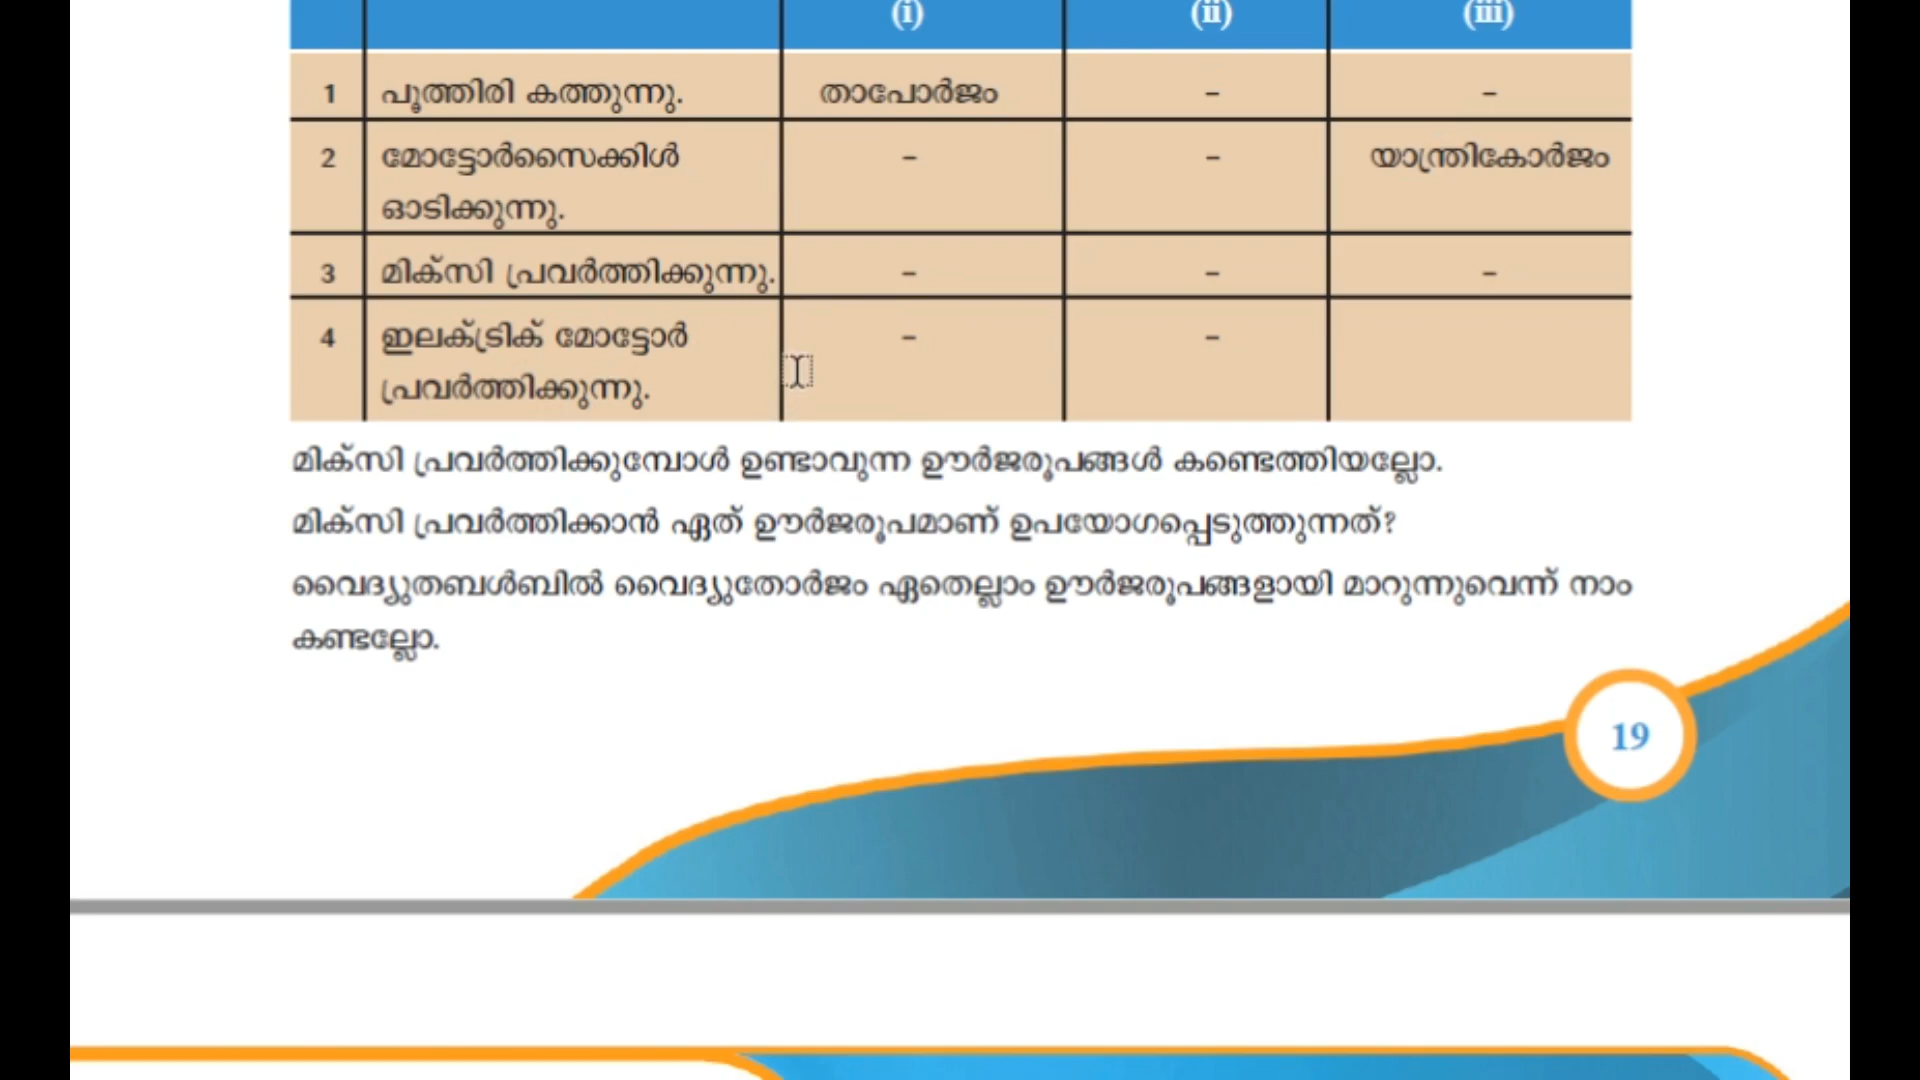 (i) (ii) (iii)
1 പൂത്തിരി കത്തുന്നു. താപോർജം – –
2 മോട്ടോർസൈക്കിൾ – – യാന്ത്രികോർജം
ഓടിക്കുന്നു.
3 മിക്സി പ്രവർത്തിക്കുന്നു. – – –
4 ഇലക്ട്രിക് മോട്ടോർ – –
പ്രവർത്തിക്കുന്നു.
മിക്സി പ്രവർത്തിക്കുമ്പോൾ ഉണ്ടാവുന്ന ഊർജരൂപങ്ങൾ കണ്ടെത്തിയല്ലോ.
മിക്സി പ്രവർത്തിക്കാൻ ഏത് ഊർജരൂപമാണ് ഉപയോഗപ്പെടുത്തുന്നത്?
വൈദ്യുതബൾബിൽ വൈദ്യുതോർജം ഏതെല്ലാം ഊർജരൂപങ്ങളായി മാറുന്നുവെന്ന് നാം
കണ്ടല്ലോ.
19